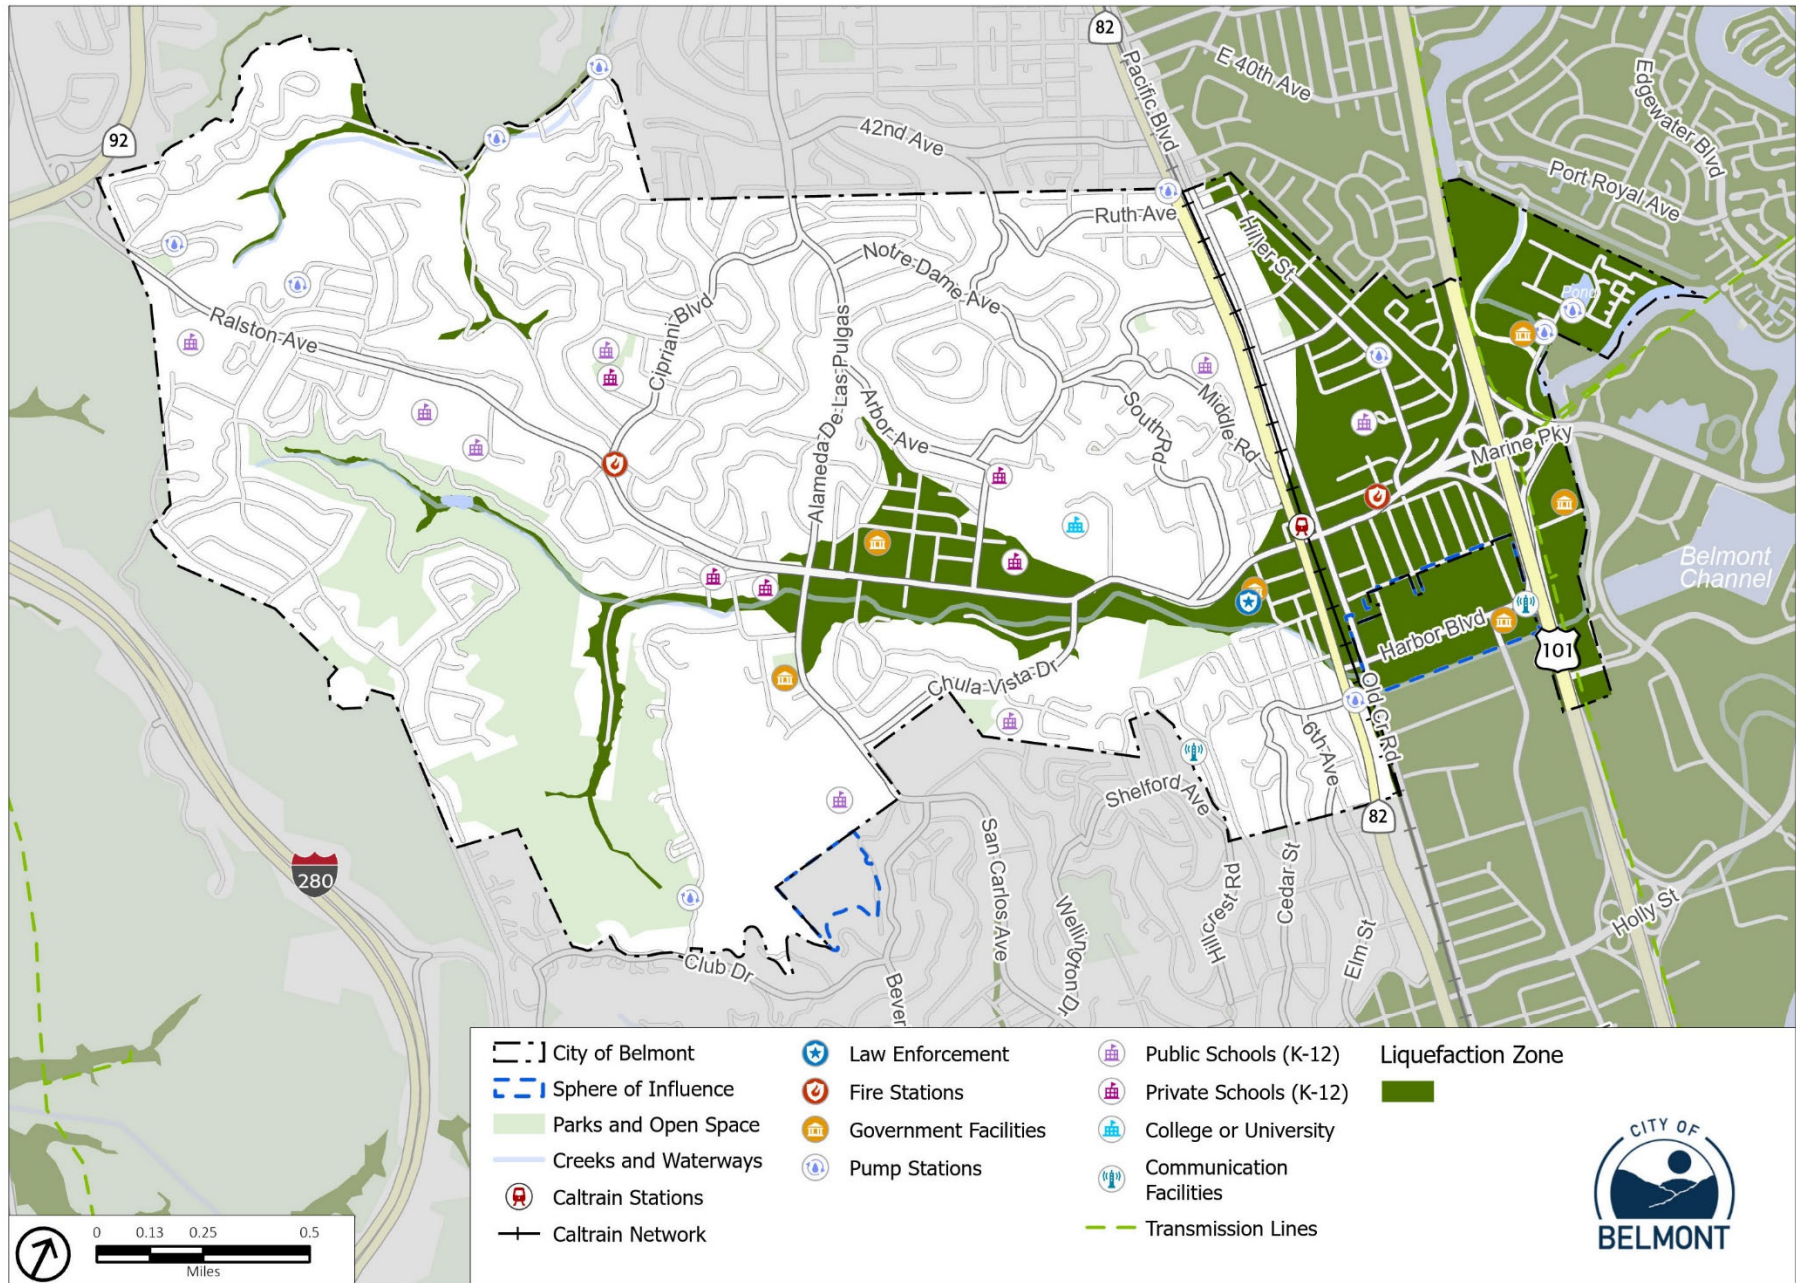 82
E 40th Ave
Edgewater Blvd
Pacific Blvd
42nd Ave
92
Port Royal Ave
Ruth Ave
Hiler St
Notre Dame Ave
Pond
Ralston Ave
Cipriani Blvd
Alameda De Las Pulgas
Arbor Ave
South Rd
Middle Rd
Marine Pky
Belmont
Channel
Harbor Blvd
101
Chula Vista Dr
Old Cr Rd
6th Ave
Shelford Ave
82
280
San Carlos Ave
Wellington Dr
Hillcrest Rd
Cedar St
Elm St
Holly St
Club Dr
Bever
City of Belmont
Sphere of Influence
Parks and Open Space
Creeks and Waterways
Caltrain Stations
Caltrain Network
Law Enforcement
Fire Stations
Government Facilities
Pump Stations
Public Schools (K-12)
Private Schools (K-12)
College or University
Communication
Facilities
Transmission Lines
Liquefaction Zone
CITY OF
BELMONT
0 0.13 0.25 0.5
Miles